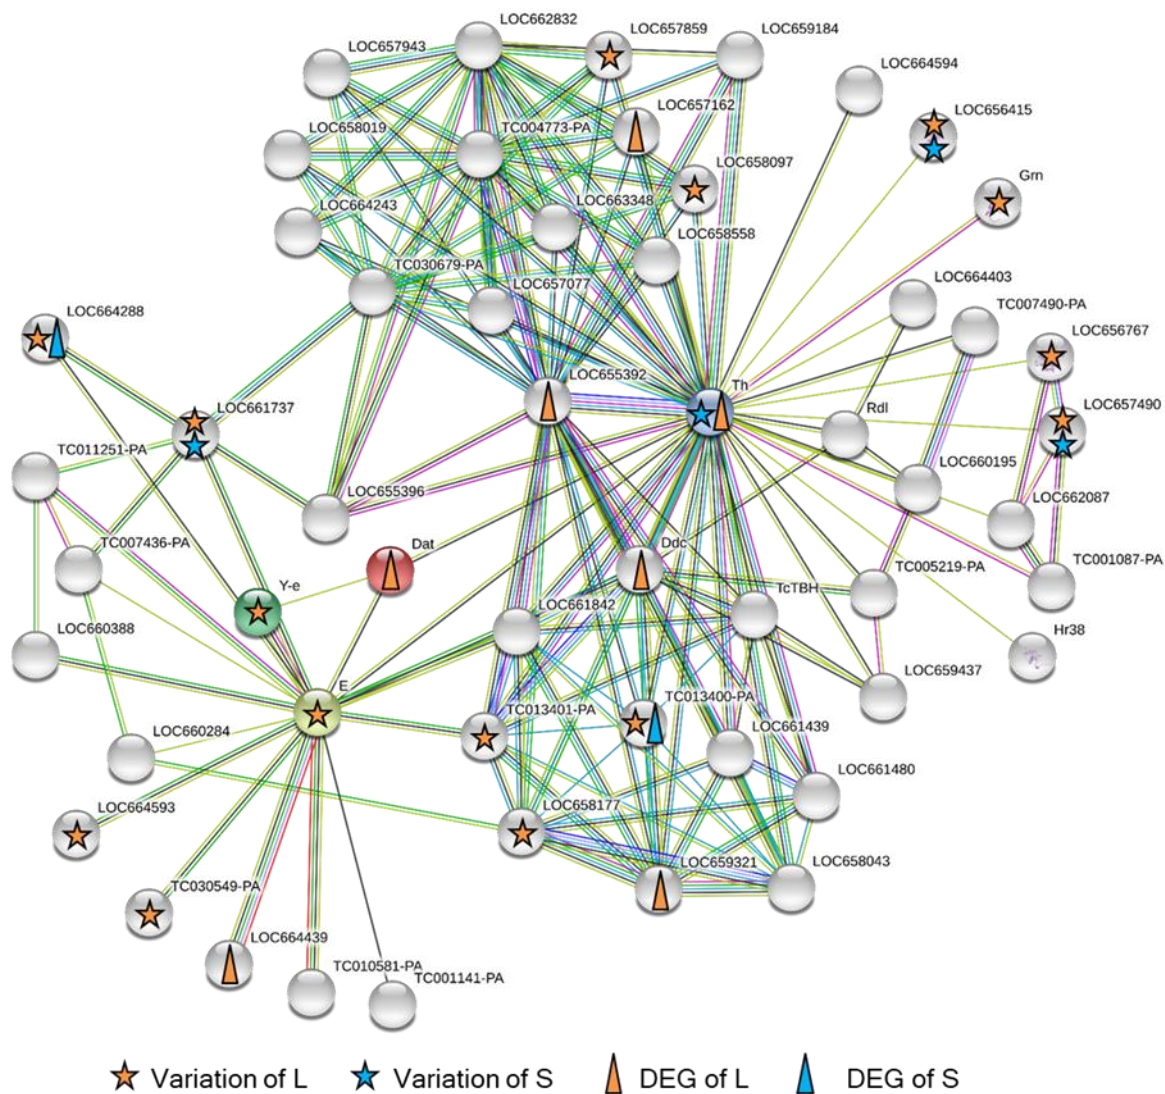 LOC662832
LOC657859
LOC659184
LOC657943
LOC664594
LOC657162
LOC656415
LOC658019
TC004773-PA
LOC658097
Grn
LOC664243
LOC663348
LOC658558
TC030679-PA
LOC664403
LOC657077
TC007490-PA
LOC664288
LOC656767
LOC655392
Th
LOC661737
Rdl
LOC657490
TC011251-PA
LOC660195
LOC655396
LOC662087
TC007436-PA
Dat
Ddc
TC001087-PA
TC005219-PA
Y-e
TcTBH
LOC661842
LOC660388
Hr38
LOC659437
E
TC013400-PA
TC013401-PA
LOC660284
LOC661439
LOC661480
LOC664593
LOC658177
LOC659321
LOC658043
TC030549-PA
LOC664439
TC010581-PA
TC001141-PA
Variation of L Variation of S DEG of L DEG of S